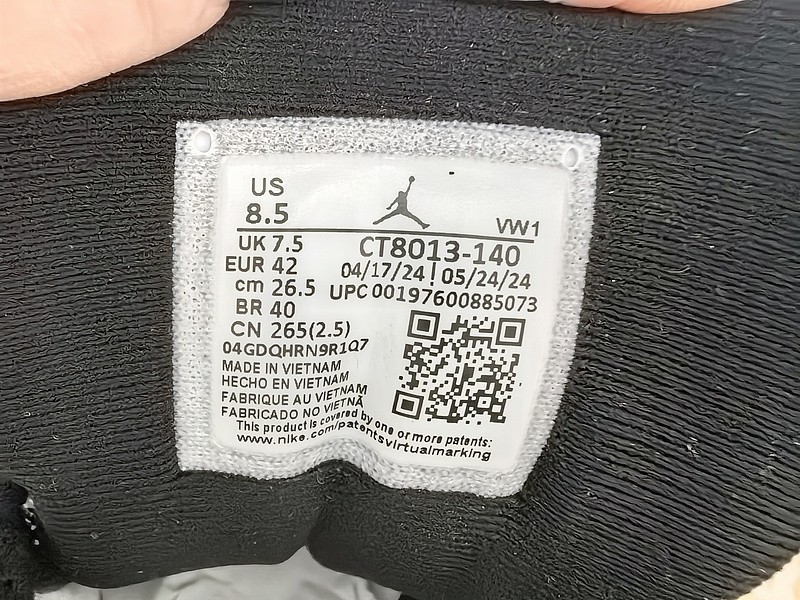 US
8.5
VW1
UK 7.5
CT8013-140
EUR 42
04/17/24 | 05/24/24
cm 26.5
UPC 00197600885073
BR 40
CN 265(2.5)
04GDQHRN9R1Q7
MADE IN VIETNAM
HECHO EN VIETNAM
FABRIQUE AU VIETNAM
FABRICADO NO VIETNÃ
This product is covered by one or more patents:
www.nike.com/patentsvirtualmarking